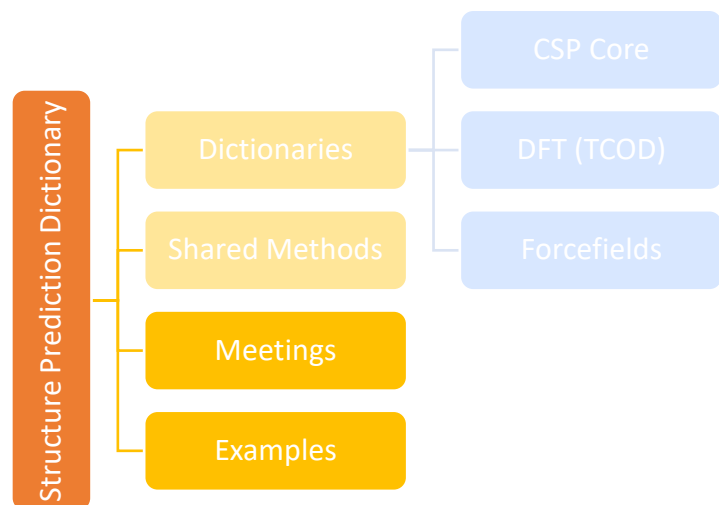 Structure Prediction Dictionary
Dictionaries
Shared Methods
Meetings
Examples
CSP Core
DFT (TCOD)
Forcefields